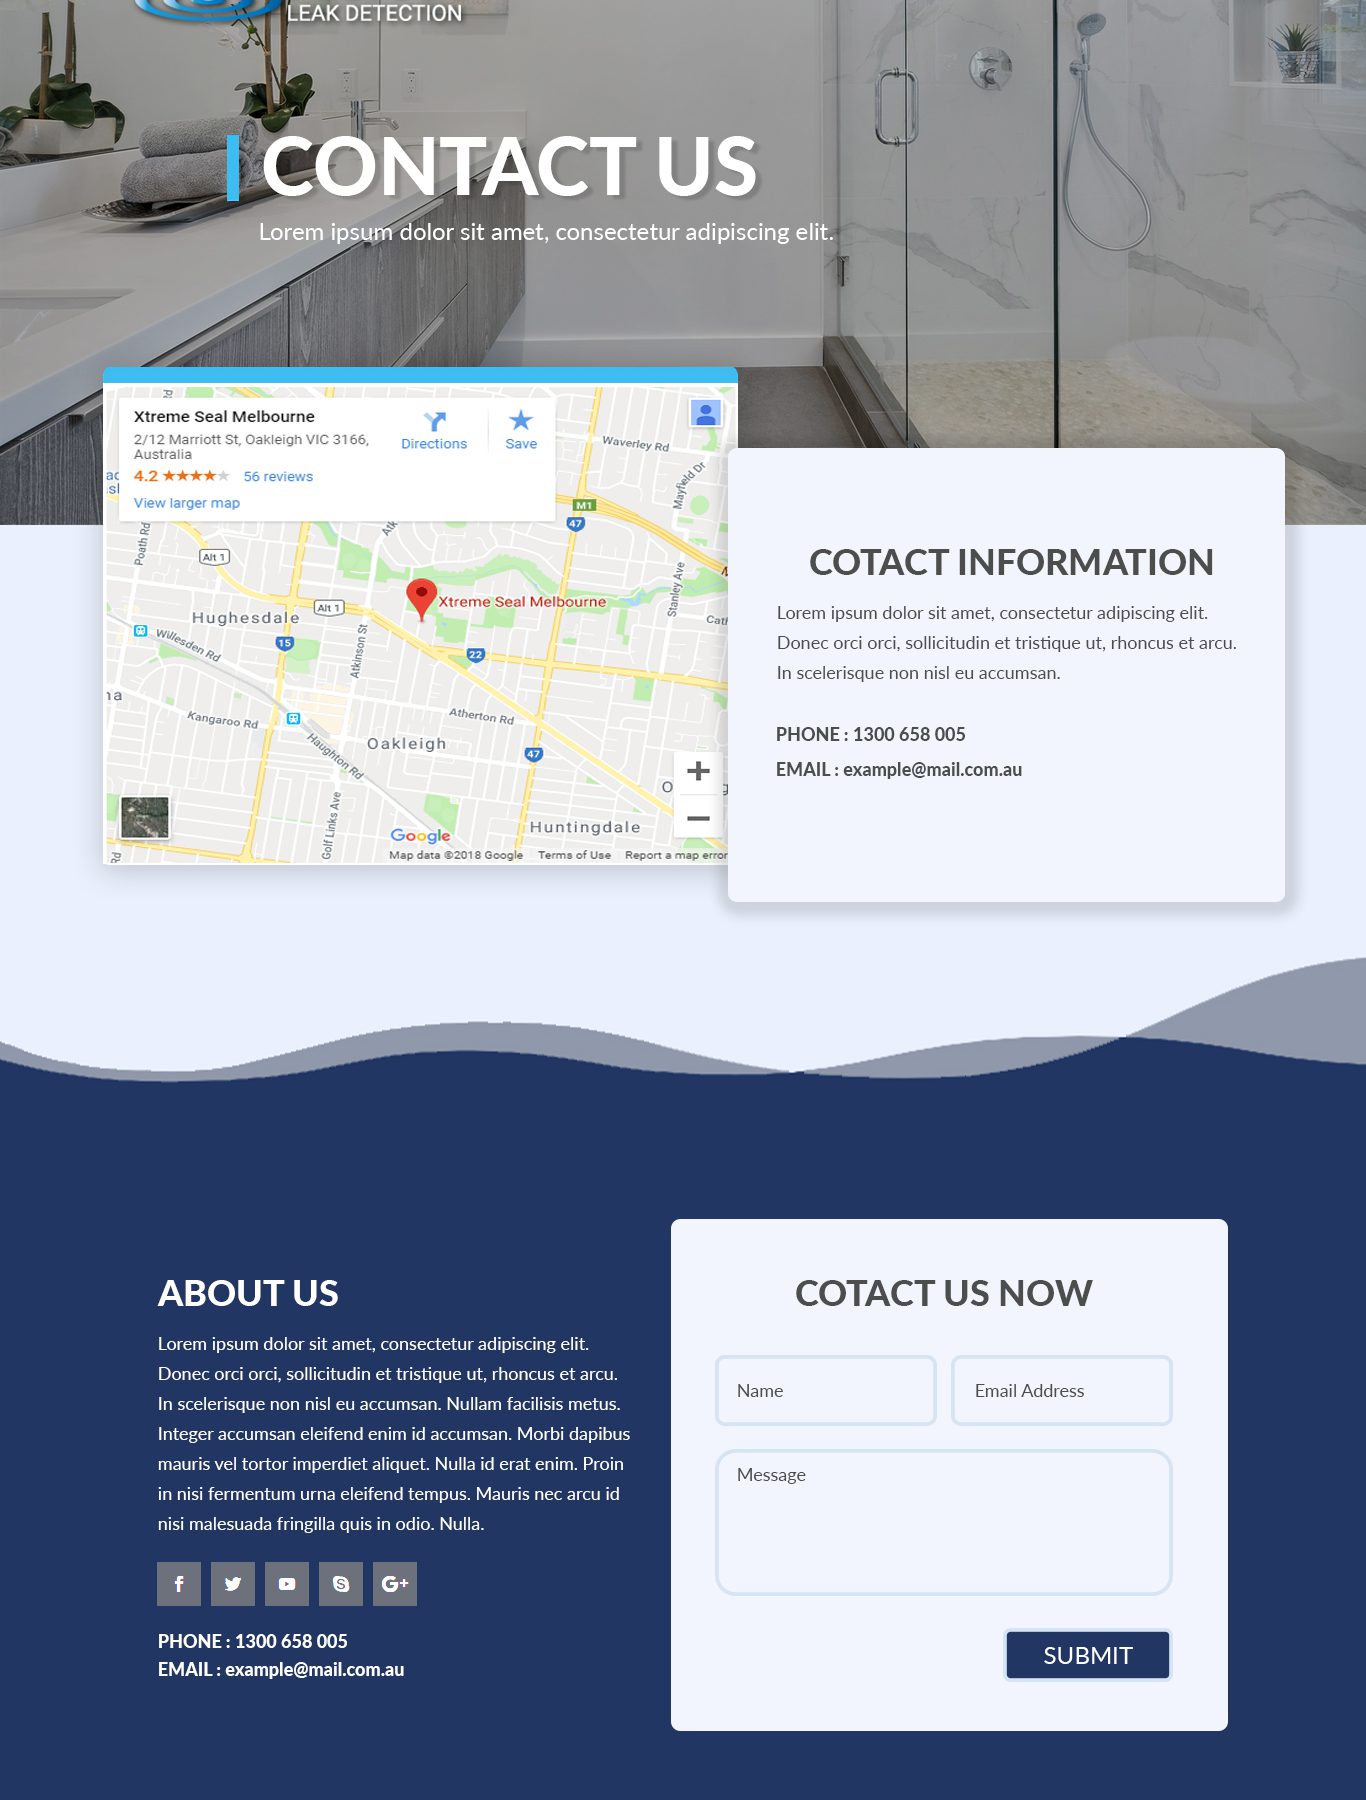 LEAK DETECTION
CONTACT US
Lorem ipsum dolor sit amet, consectetur adipiscing elit.
Xtreme Seal Melbourne
2/12 Marriott St, Oakleigh VIC 3166,
Australia
4.2 ★★★★★ 56 reviews
View larger map
Directions
Save
Waverley Rd
Mayfield Dr
M1
47
Poath Rd
Alt 1
Atk
Stanley Ave
Xtreme Seal Melbourne
Alt 1
Hughesdale
Cath
15
Willesden Rd
Atkinson St
22
na
Kangaroo Rd
Atherton Rd
Oakleigh
Haughton Rd
47
O
g
Golf Links Ave
Huntingdale
Rd
Google
Map data ©2018 Google Terms of Use Report a map error
COTACT INFORMATION
Lorem ipsum dolor sit amet, consectetur adipiscing elit.
Donec orci orci, sollicitudin et tristique ut, rhoncus et arcu.
In scelerisque non nisl eu accumsan.
PHONE : 1300 658 005
EMAIL : example@mail.com.au
ABOUT US
Lorem ipsum dolor sit amet, consectetur adipiscing elit.
Donec orci orci, sollicitudin et tristique ut, rhoncus et arcu.
In scelerisque non nisl eu accumsan. Nullam facilisis metus.
Integer accumsan eleifend enim id accumsan. Morbi dapibus
mauris vel tortor imperdiet aliquet. Nulla id erat enim. Proin
in nisi fermentum urna eleifend tempus. Mauris nec arcu id
nisi malesuada fringilla quis in odio. Nulla.
PHONE : 1300 658 005
EMAIL : example@mail.com.au
COTACT US NOW
Name
Email Address
Message
SUBMIT